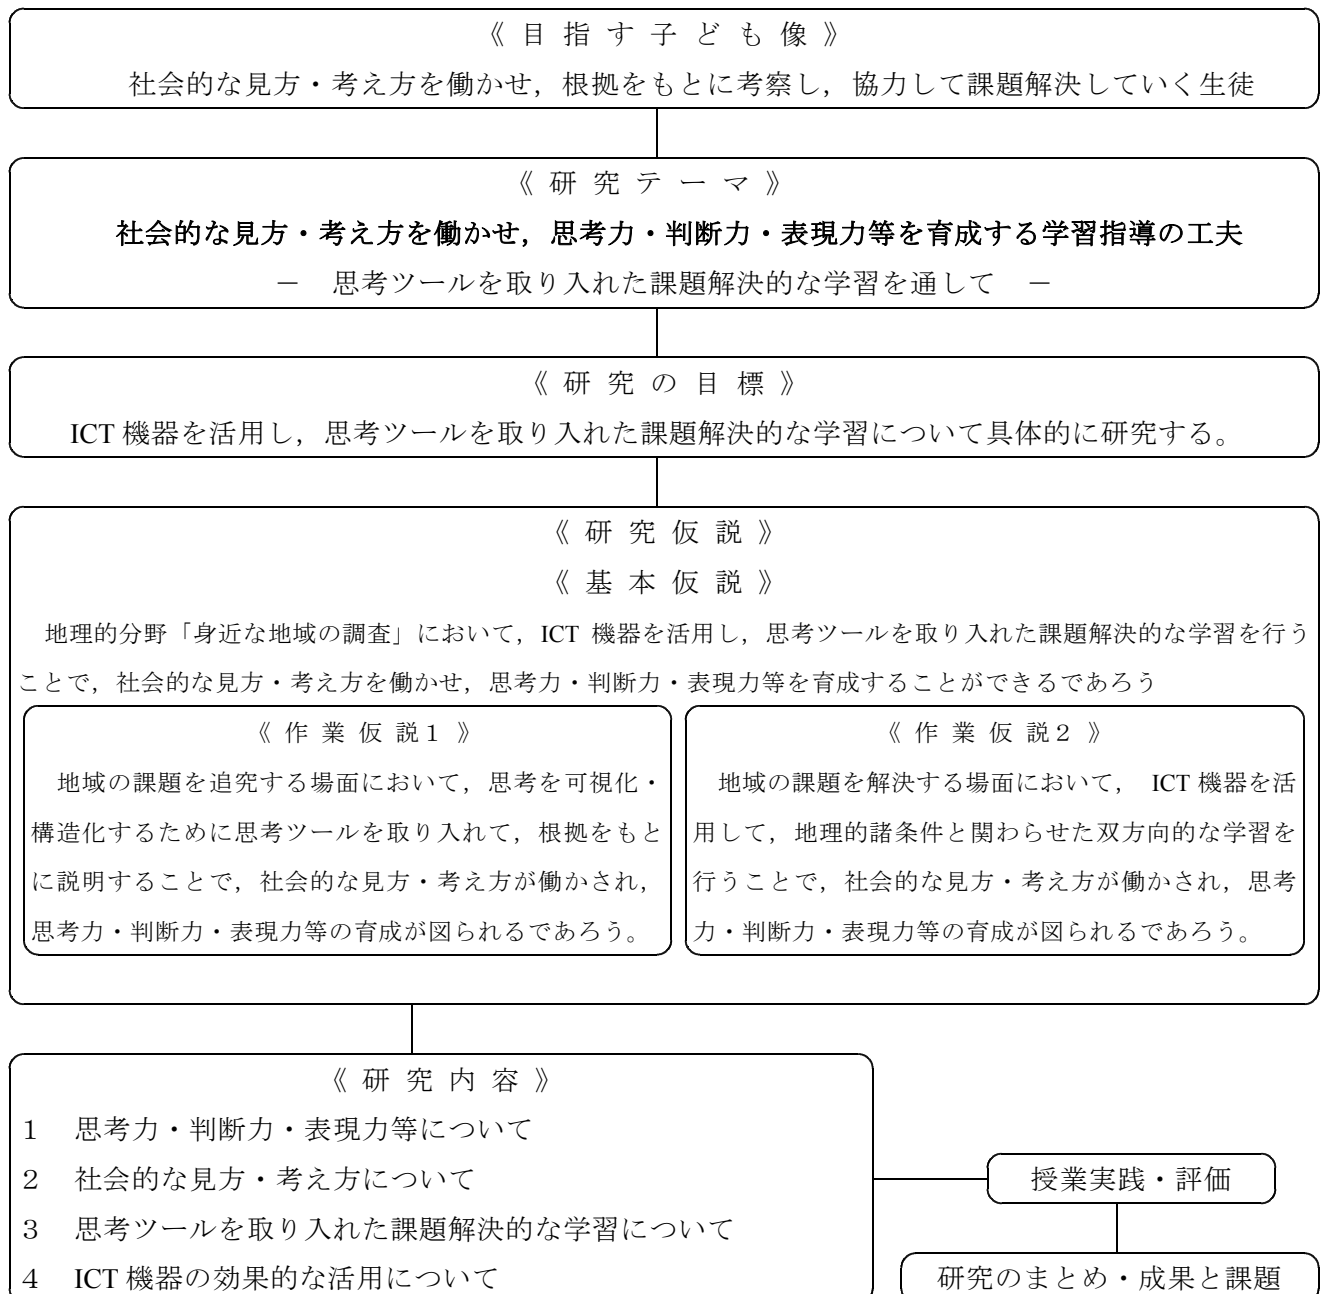 《 目 指 す 子 ど も 像 》
社会的な見方・考え方を働かせ，根拠をもとに考察し，協力して課題解決していく生徒
《 研 究 テ ー マ 》
社会的な見方・考え方を働かせ，思考力・判断力・表現力等を育成する学習指導の工夫
－　思考ツールを取り入れた課題解決的な学習を通して　－
《 研 究 の 目 標 》
ICT 機器を活用し，思考ツールを取り入れた課題解決的な学習について具体的に研究する。
《 研 究 仮 説 》
《 基 本 仮 説 》
地理的分野「身近な地域の調査」において，ICT 機器を活用し，思考ツールを取り入れた課題解決的な学習を行う
ことで，社会的な見方・考え方を働かせ，思考力・判断力・表現力等を育成することができるであろう
《 作 業 仮 説１ 》
地域の課題を追究する場面において，思考を可視化・
構造化するために思考ツールを取り入れて，根拠をもと
に説明することで，社会的な見方・考え方が働かされ，
思考力・判断力・表現力等の育成が図られるであろう。
《 作 業 仮 説２ 》
地域の課題を解決する場面において， ICT 機器を活
用して，地理的諸条件と関わらせた双方向的な学習を
行うことで，社会的な見方・考え方が働かされ，思考
力・判断力・表現力等の育成が図られるであろう。
《 研 究 内 容 》
１　思考力・判断力・表現力等について
２　社会的な見方・考え方について
３　思考ツールを取り入れた課題解決的な学習について
４　ICT 機器の効果的な活用について
授業実践・評価
研究のまとめ・成果と課題